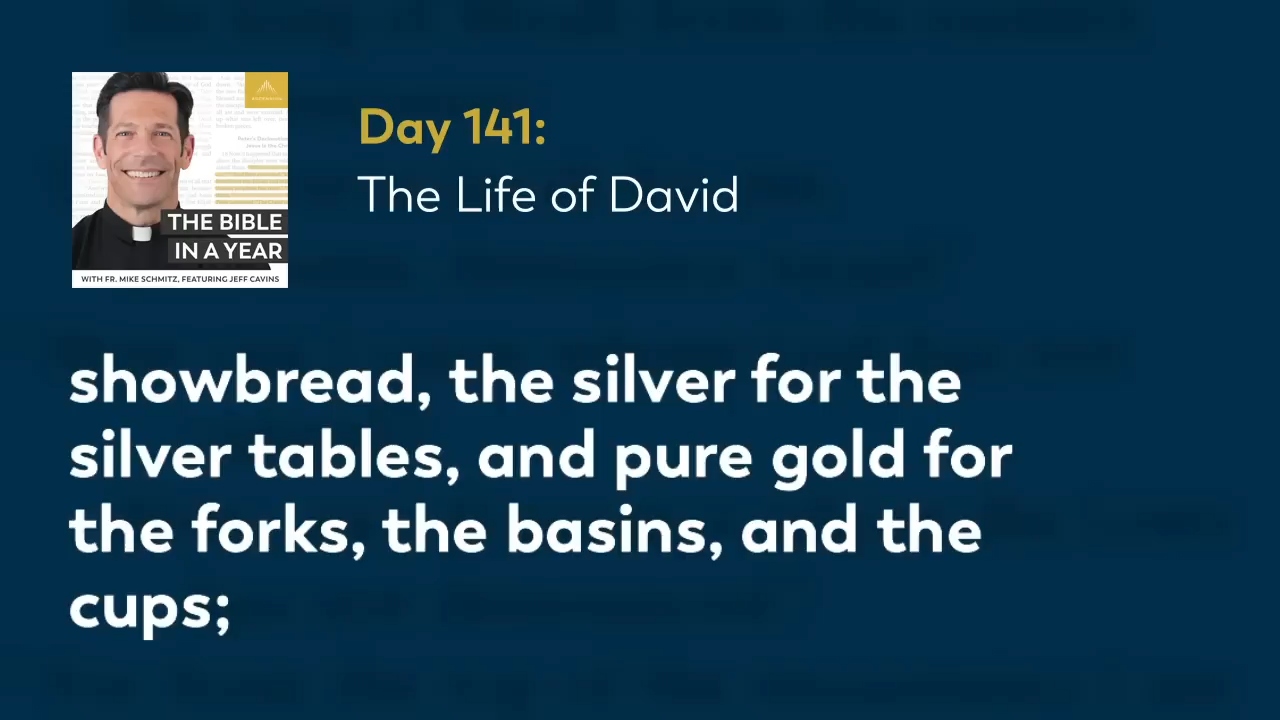 Day 141:
The Life of David
THE BIBLE
IN A YEAR
WITH FR. MIKE SCHMITZ, FEATURING JEFF CAVINS
showbread, the silver for the
silver tables, and pure gold for
the forks, the basins, and the
cups;